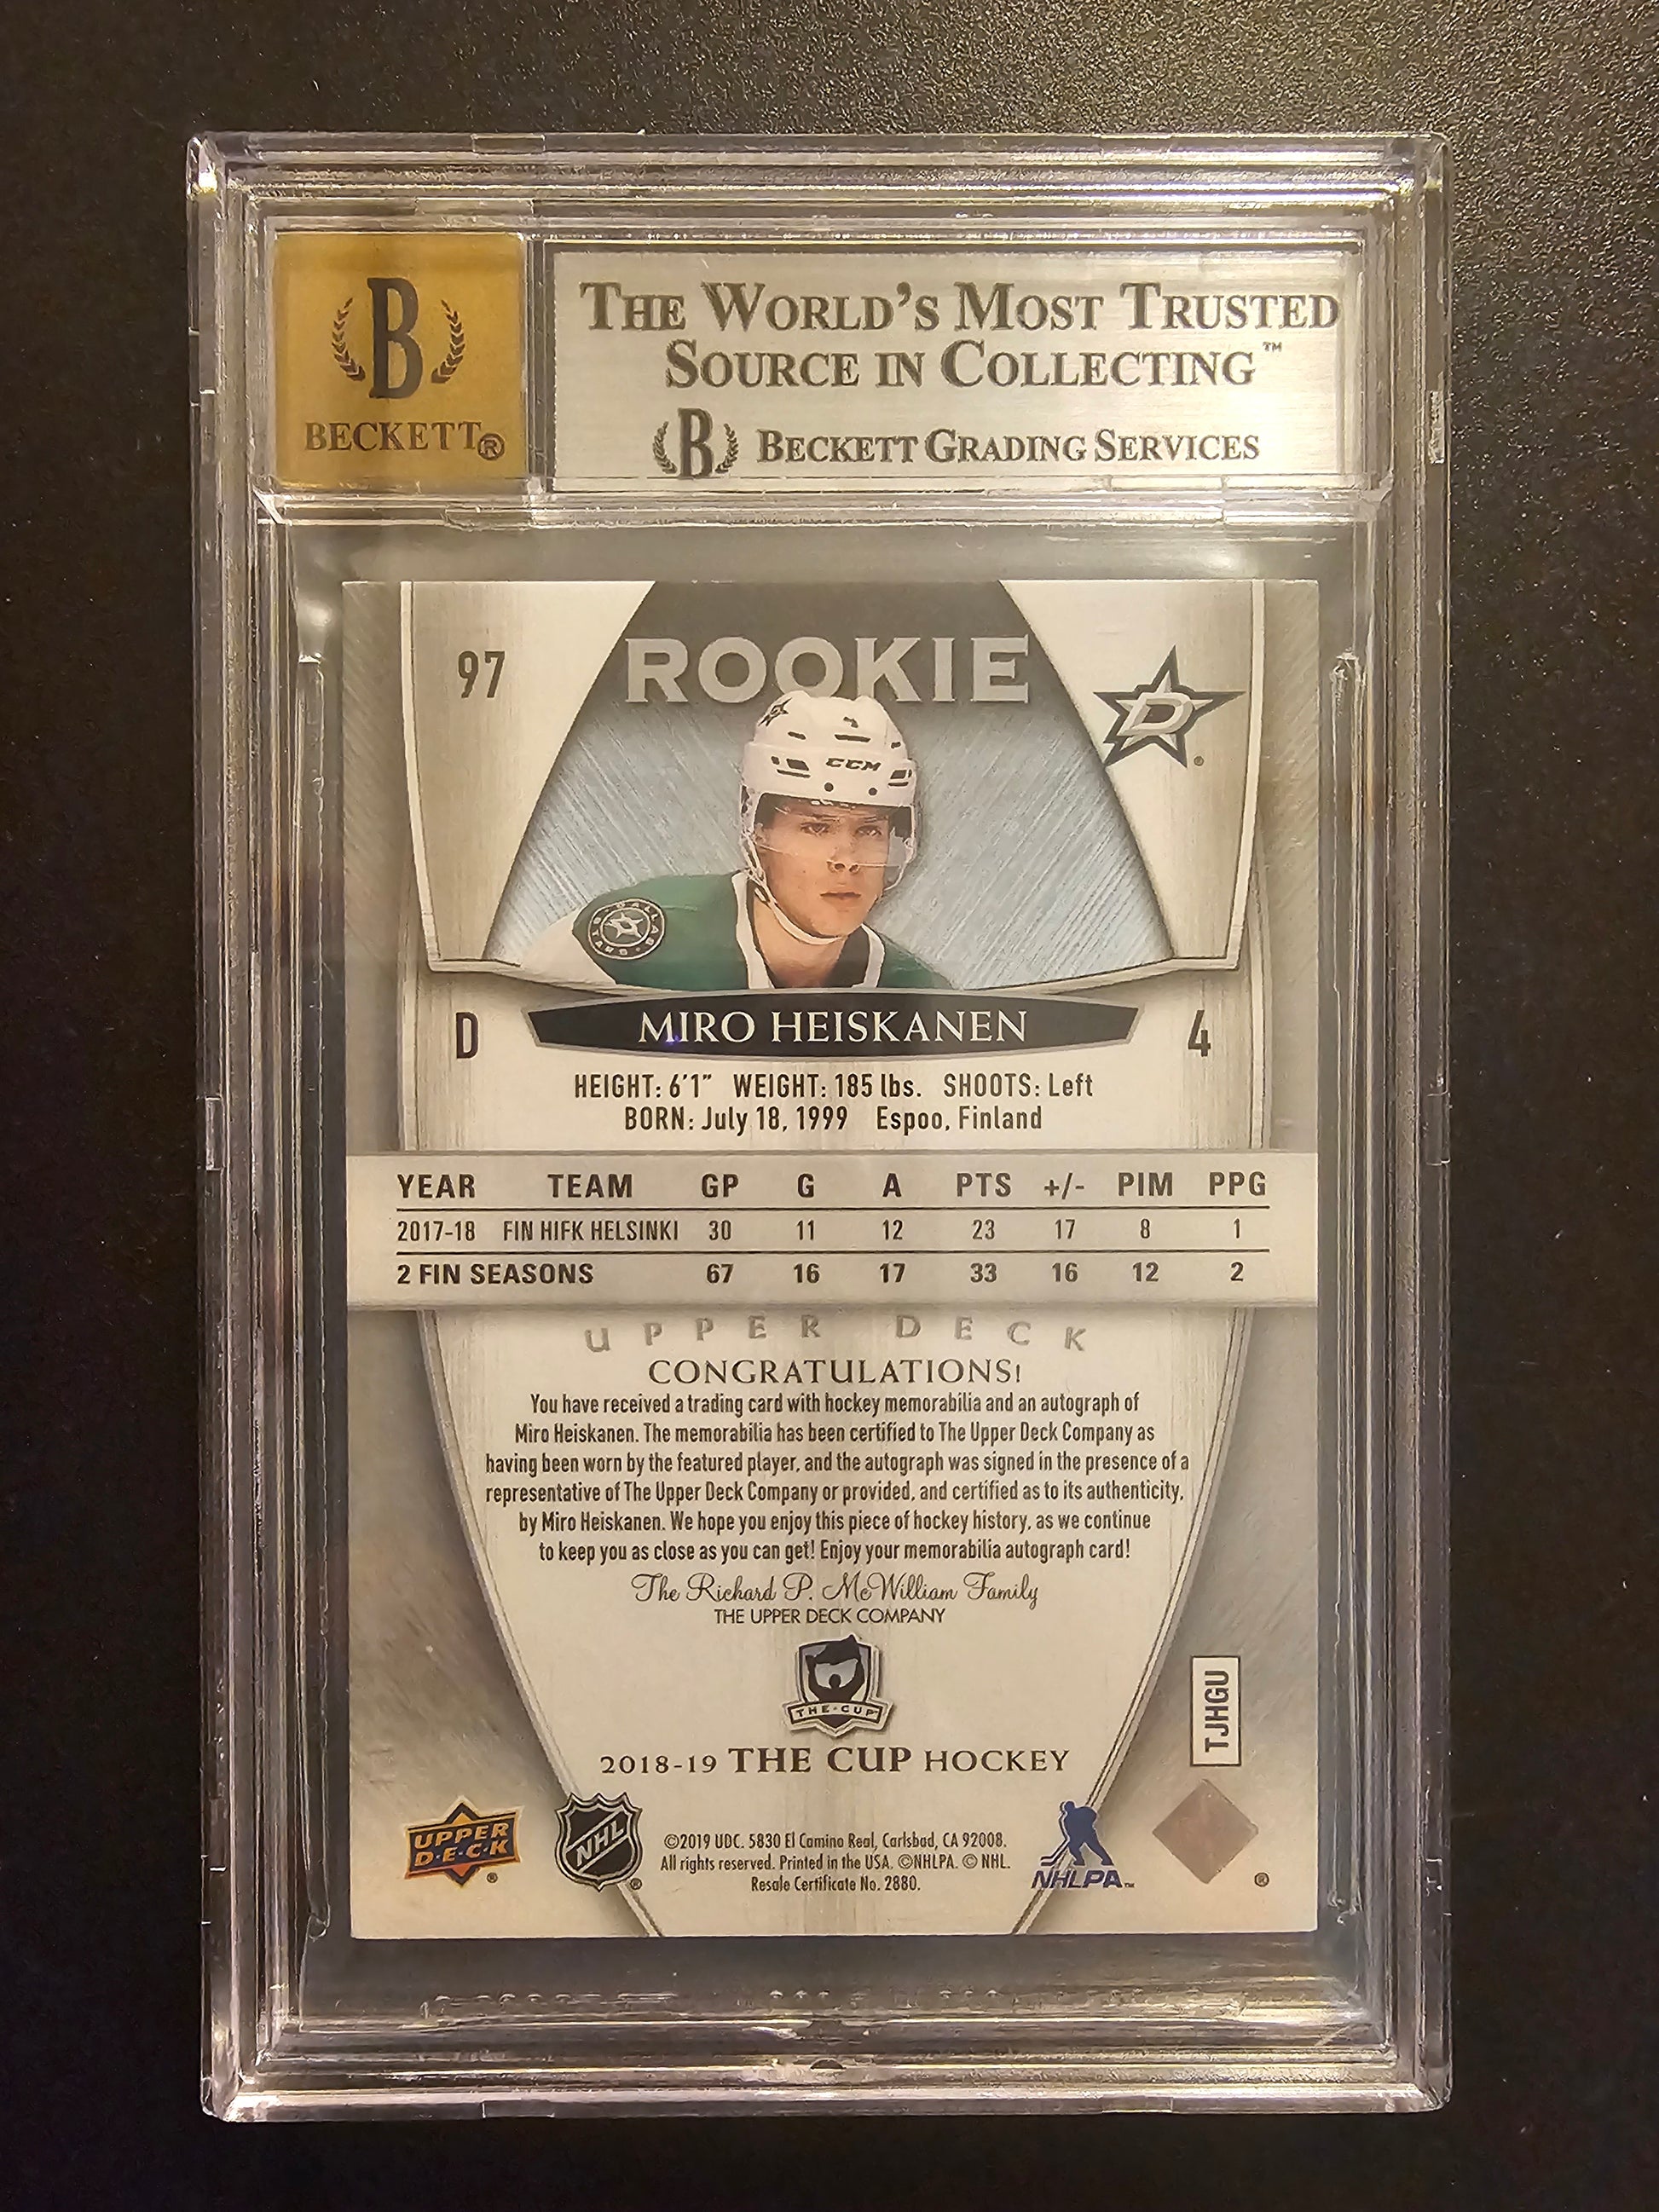 B
BECKETT®
THE WORLD'S MOST TRUSTED
SOURCE IN COLLECTING™
B BECKETT GRADING SERVICES
97
ROOKIE
D
®
CCM
DALLAS
STARS
D
MIRO HEISKANEN
4
HEIGHT: 6'1" WEIGHT: 185 lbs. SHOOTS: Left
BORN: July 18, 1999 Espoo, Finland
YEAR TEAM GP G A PTS +/- PIM PPG
2017-18 FIN HIFK HELSINKI 30 11 12 23 17 8 1
2 FIN SEASONS 67 16 17 33 16 12 2
UPPER DECK
CONGRATULATIONS!
You have received a trading card with hockey memorabilia and an autograph of
Miro Heiskanen. The memorabilia has been certified to The Upper Deck Company as
having been worn by the featured player, and the autograph was signed in the presence of a
representative of The Upper Deck Company or provided, and certified as to its authenticity,
by Miro Heiskanen. We hope you enjoy this piece of hockey history, as we continue
to keep you as close as you can get! Enjoy your memorabilia autograph card!
The Richard P. McWilliam Family
THE UPPER DECK COMPANY
THE·CUP
TJHGU
2018-19 THE CUP HOCKEY
UPPER
D·E·C·K
®
NHL
®
©2019 UDC. 5830 El Camino Real, Carlsbad, CA 92008.
All rights reserved. Printed in the USA. ©NHLPA. © NHL.
Resale Certificate No. 2880.
NHLPA™
®